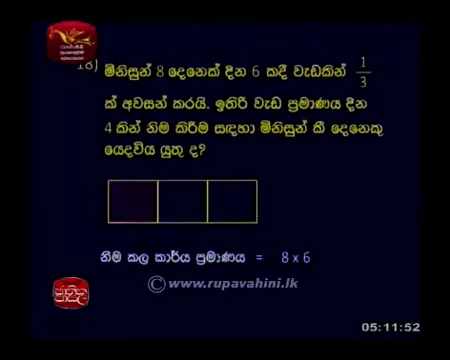 18) මිනිසුන් 8 දෙනෙක් දින 6 කදී වැඩකින් 1/3
ක් අවසන් කරයි. ඉතිරි වැඩ ප්‍රමාණය දින
4 කින් නිම කිරීම සඳහා මිනිසුන් කී දෙනෙකු
යෙදවිය යුතු ද?
නිම කල කාර්ය ප්‍රමාණය = 8 x 6
© www.rupavahini.lk
05:11:52